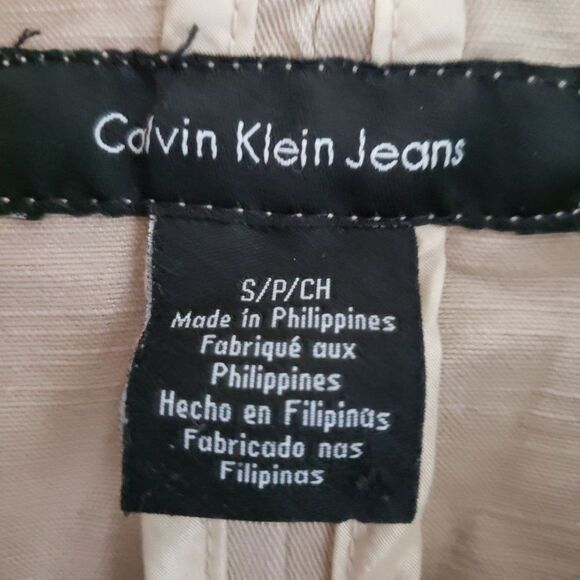 Calvin Klein Jeans
S/P/CH
Made in Philippines
Fabriqué aux
Philippines
Hecho en Filipinas
Fabricado nas
Filipinas